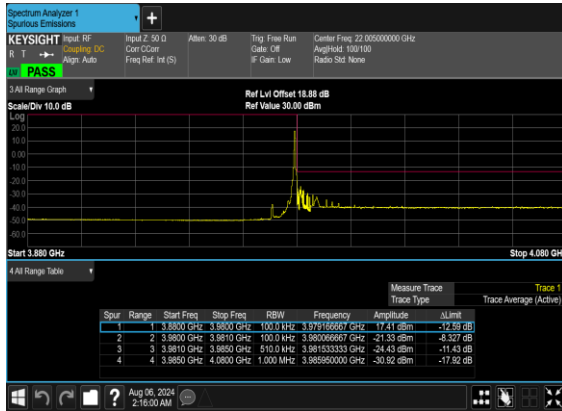 Spectrum Analyzer 1
Spurious Emissions
+
KEYSIGHT Input: RF Input Z: 50 Ω Atten: 30 dB Trig: Free Run Center Freq: 22.005000000 GHz
R T Coupling: DC Corr CCorr Gate: Off Avg|Hold: 100/100
Align: Auto Freq Ref: Int (S) IF Gain: Low Radio Std: None
PASS
3 All Range Graph
Ref Lvl Offset 18.88 dB
Scale/Div 10.0 dB Ref Value 30.00 dBm
Log
20.0
10.0
0.00
-10.0
-20.0
-30.0
-40.0
-50.0
-60.0
Start 3.880 GHz Stop 4.080 GH
4 All Range Table
Measure Trace Trace 1
Trace Type Trace Average (Active)
Spur Range Start Freq Stop Freq RBW Frequency Amplitude ΔLimit
1 1 3.8800 GHz 3.9800 GHz 100.0 kHz 3.979166667 GHz 17.41 dBm -12.59 dB
2 2 3.9800 GHz 3.9810 GHz 100.0 kHz 3.980066667 GHz -21.33 dBm -8.327 dB
3 3 3.9810 GHz 3.9850 GHz 510.0 kHz 3.981533333 GHz -24.43 dBm -11.43 dB
4 4 3.9850 GHz 4.0800 GHz 1.000 MHz 3.985950000 GHz -30.92 dBm -17.92 dB
?
Aug 06, 2024
2:16:00 AM